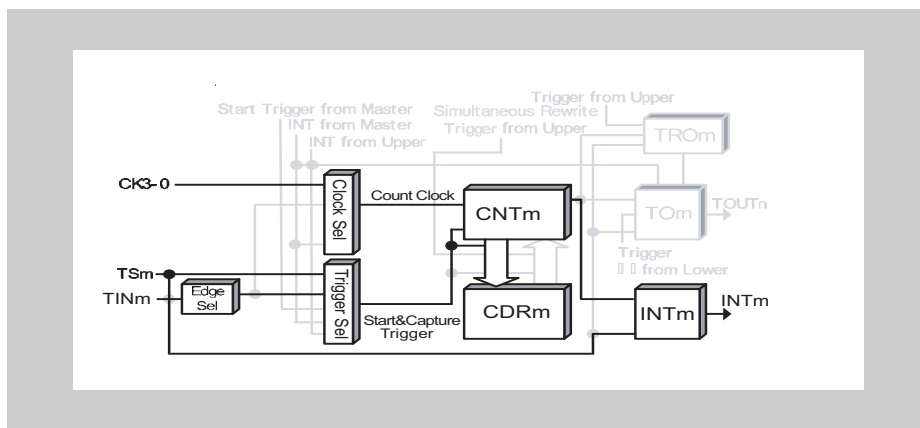 Trigger from Upper
Start Trigger from Master
Simultaneous Rewrite
INT from Master
Trigger from Upper
TROm
INT from Upper
CK3-0
Clock Sel
Count Clock
CNTm
TOm
TOUTn
Trigger
from Lower
TSm
TINm
Edge
Sel
Trigger Sel
Start&Capture
Trigger
CDRm
INTm
INTm